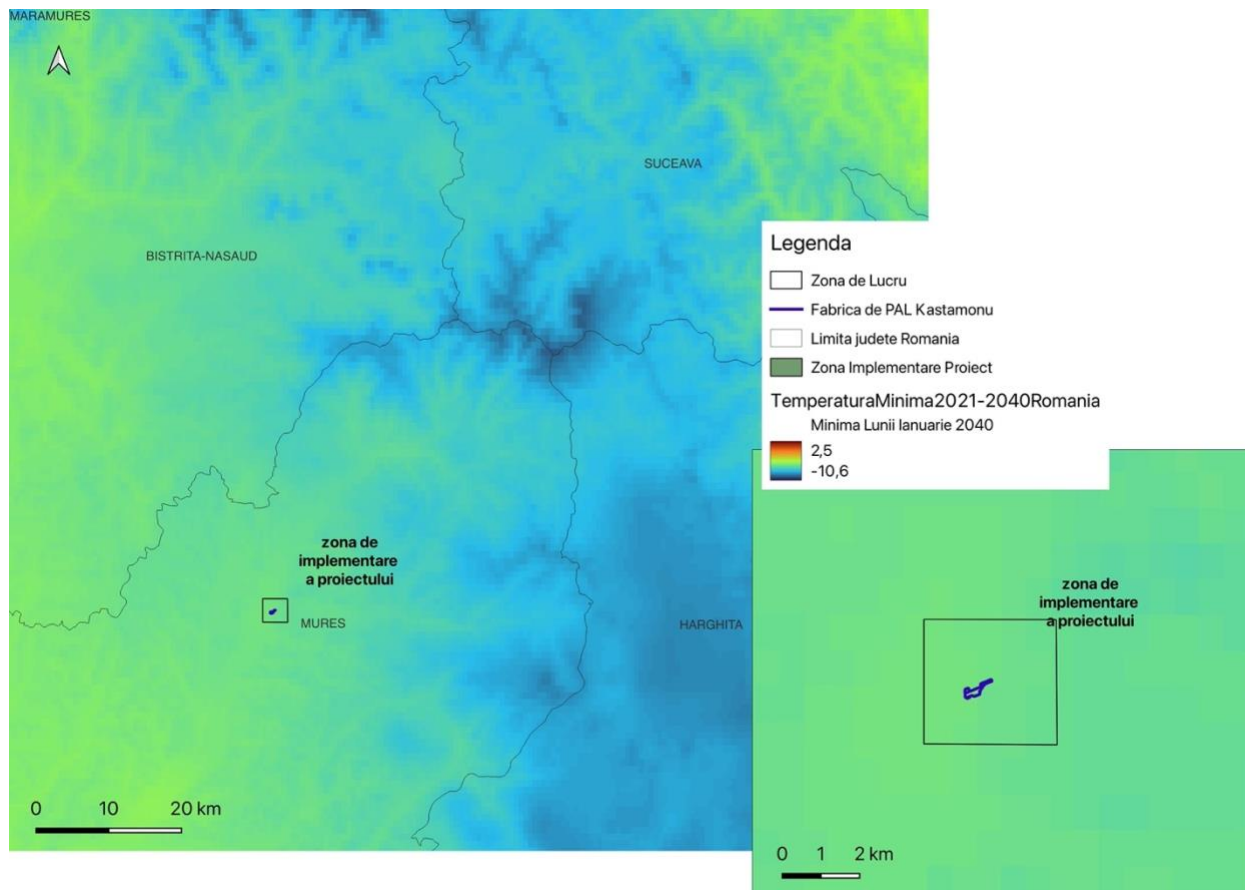 MARAMURES
SUCEAVA
BISTRITA-NASAUD
Legenda
Zona de Lucru
Fabrica de PAL Kastamonu
Limita judete Romania
Zona Implementare Proiect
TemperaturaMinima2021-2040Romania
Minima Lunii Ianuarie 2040
2,5
-10,6
zona de
implementare
a proiectului
MURES
HARGHITA
0 10 20 km
zona de
implementare
a proiectului
0 1 2 km